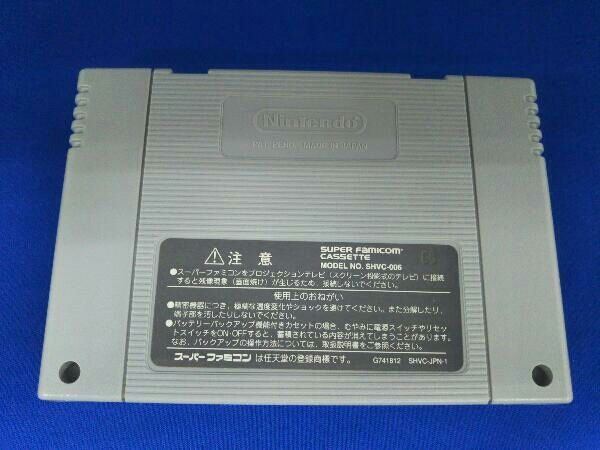 Nintendo
PAT. PEND. MADE IN JAPAN
注意
SUPER FAMICOM™
CASSETTE
MODEL NO. SHVC-006
●スーパーファミコンをプロジェクションテレビ(スクリーン投影式のテレビ)に接続
すると残像現象(画面焼け)が生じるため、接続しないでください。
使用上のおねがい
●精密機器につき、極端な温度変化やショックを避けてください。また分解したり、
端子部を汚したりしないでください。
●バッテリーバックアップ機能付きカセットの場合、むやみに電源スイッチやリセッ
トスイッチをON-OFFすると、蓄積されている内容が消えてしまうことがあります。
なお、バックアップの操作方法については、取扱説明書をご参照ください。
スーパーファミコンは任天堂の登録商標です。 G741812 SHVC-JPN-1